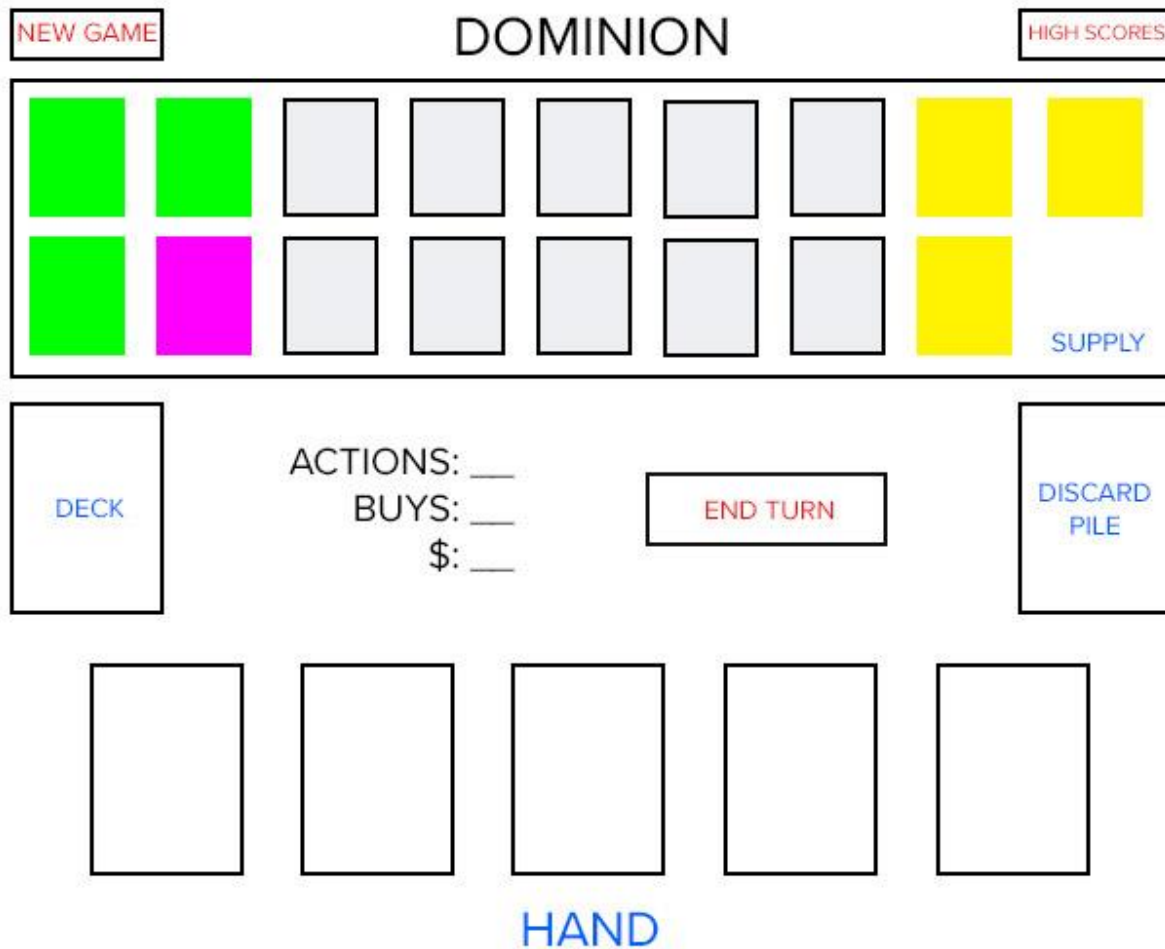 NEW GAME
DOMINION
HIGH SCORES
SUPPLY
DECK
ACTIONS: __
BUYS: __
$: __
END TURN
DISCARD
PILE
HAND